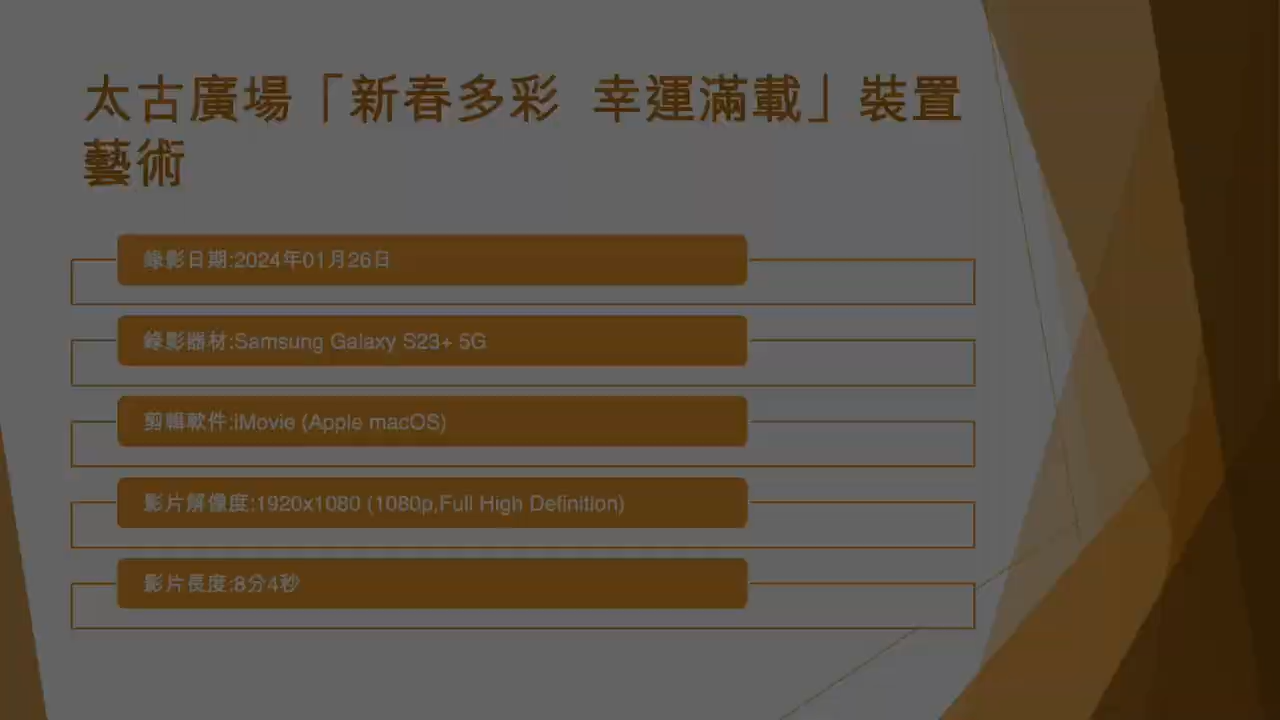 太古廣場「新春多彩 幸運滿載」裝置
藝術
錄影日期:2024年01月26日
錄影器材:Samsung Galaxy S23+ 5G
剪輯軟件:iMovie (Apple macOS)
影片解像度:1920x1080 (1080p,Full High Definition)
影片長度:8分4秒